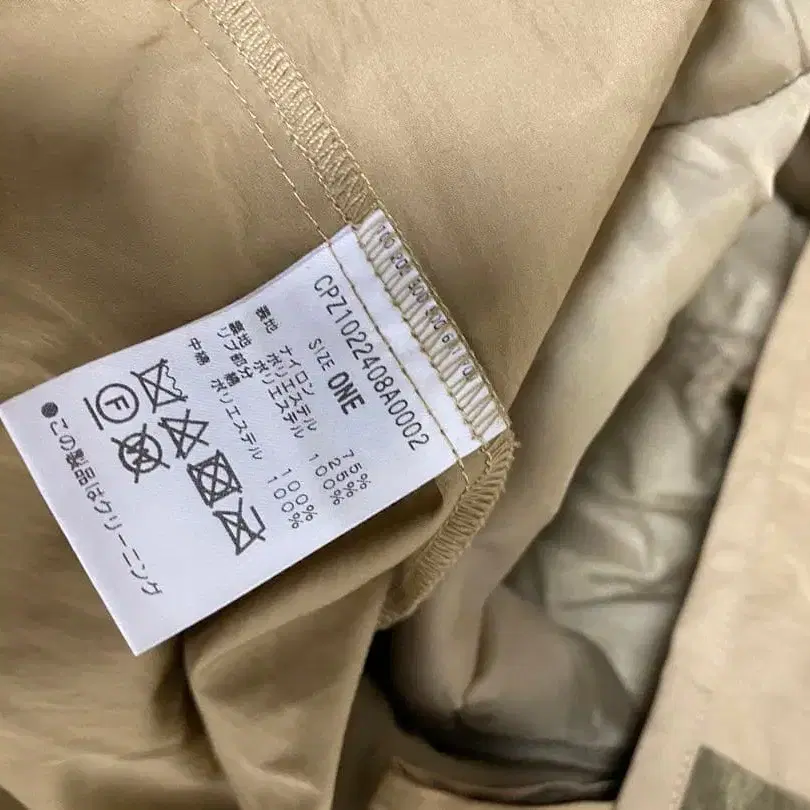 CPZ1022408A0002
SIZE ONE
表地 ナイロン 75%
ポリエステル 25%
裏地 ポリエステル 100%
リブ部分 綿 100%
中綿 ポリエステル 100%
F
●この製品はクリーニング